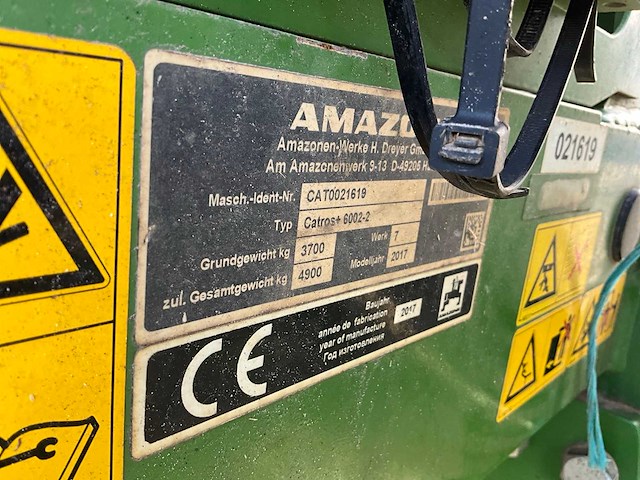 AMAZO
Amazonen-Werke H. Dreyer Gm
Am Amazonenwerk 9-13 D-49205 H
Masch.-Ident-Nr. CAT0021619
Typ Catros+ 6002-2
Grundgewicht kg 3700 Werk 7
zul. Gesamtgewicht kg 4900 Modelljahr 2017
CE
Baujahr
année de fabrication 2017
year of manufacture
Год изготовления
021619